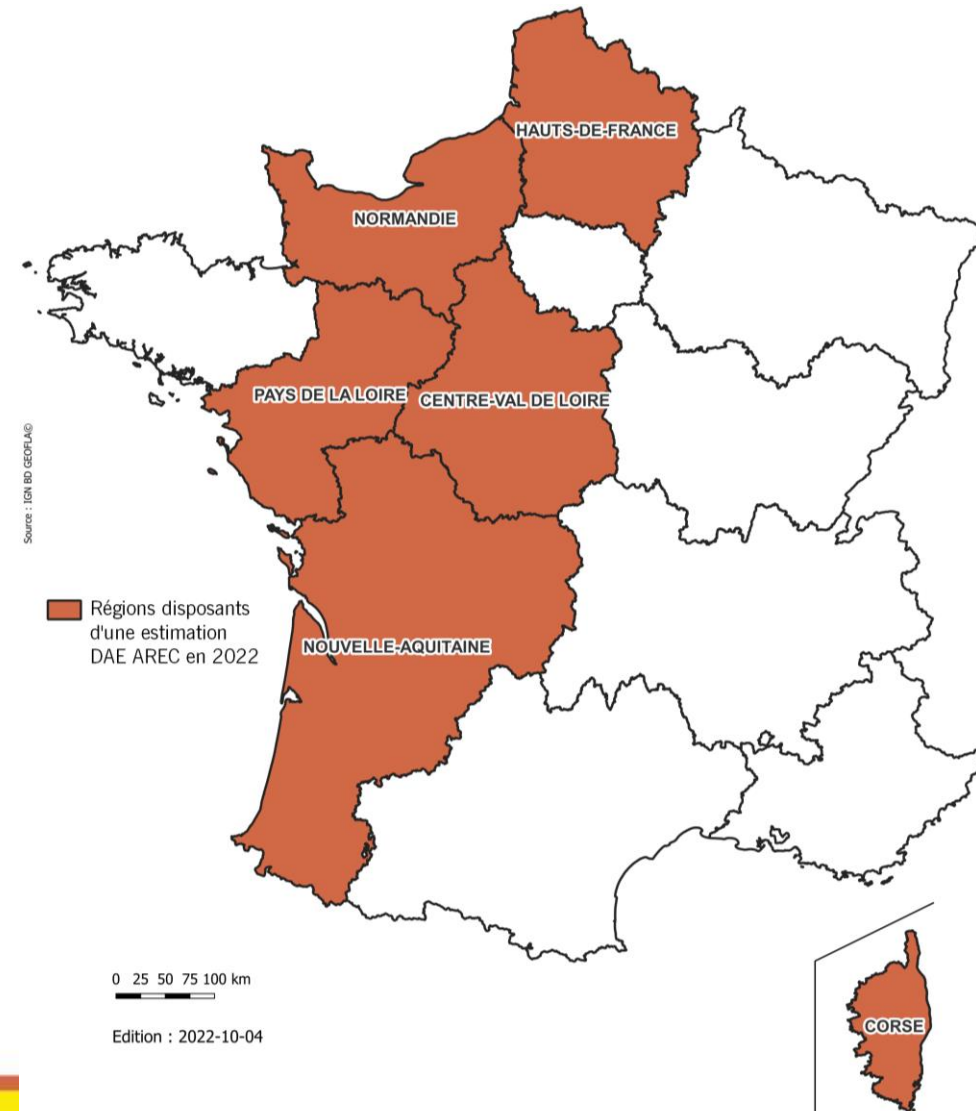 HAUTS-DE-FRANCE
NORMANDIE
PAYS DE LA LOIRE
CENTRE-VAL DE LOIRE
Source : IGN BD GEOFLA©
Régions disposants
d'une estimation
DAE AREC en 2022
NOUVELLE-AQUITAINE
0 25 50 75 100 km
Edition : 2022-10-04
CORSE